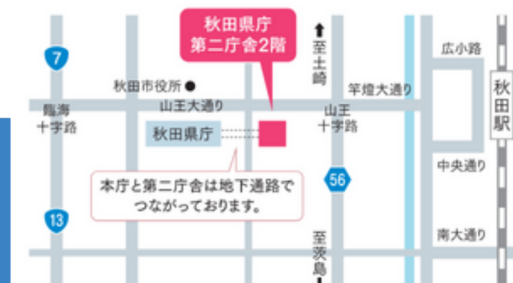 秋田県庁
第二庁舎2階
至土崎
広小路
7
秋田市役所
竿燈大通り
秋田駅
山王大通り
臨海
十字路
山王
十字路
秋田県庁
中央通り
本庁と第二庁舎は地下通路で
つながっております。
56
13
南大通り
至茨島